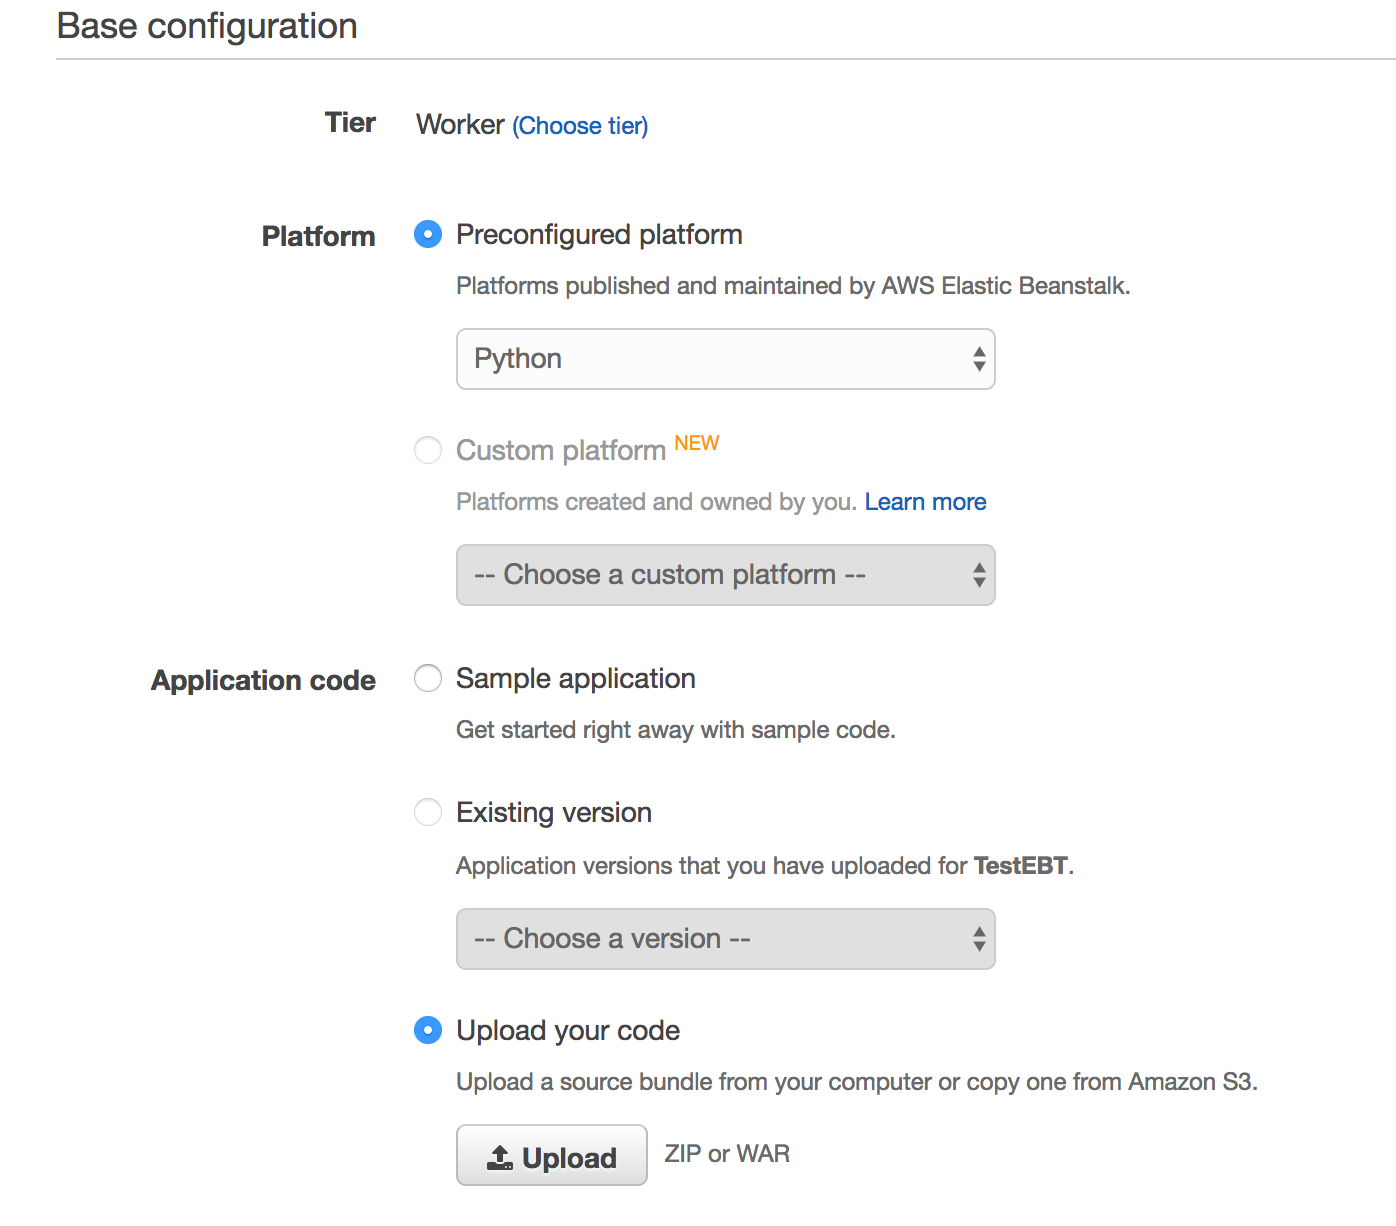 Base configuration
Tier Worker (Choose tier)
Platform Preconfigured platform
Platforms published and maintained by AWS Elastic Beanstalk.
Python
Custom platform NEW
Platforms created and owned by you. Learn more
-- Choose a custom platform --
Application code Sample application
Get started right away with sample code.
Existing version
Application versions that you have uploaded for TestEBT.
-- Choose a version --
Upload your code
Upload a source bundle from your computer or copy one from Amazon S3.
Upload ZIP or WAR